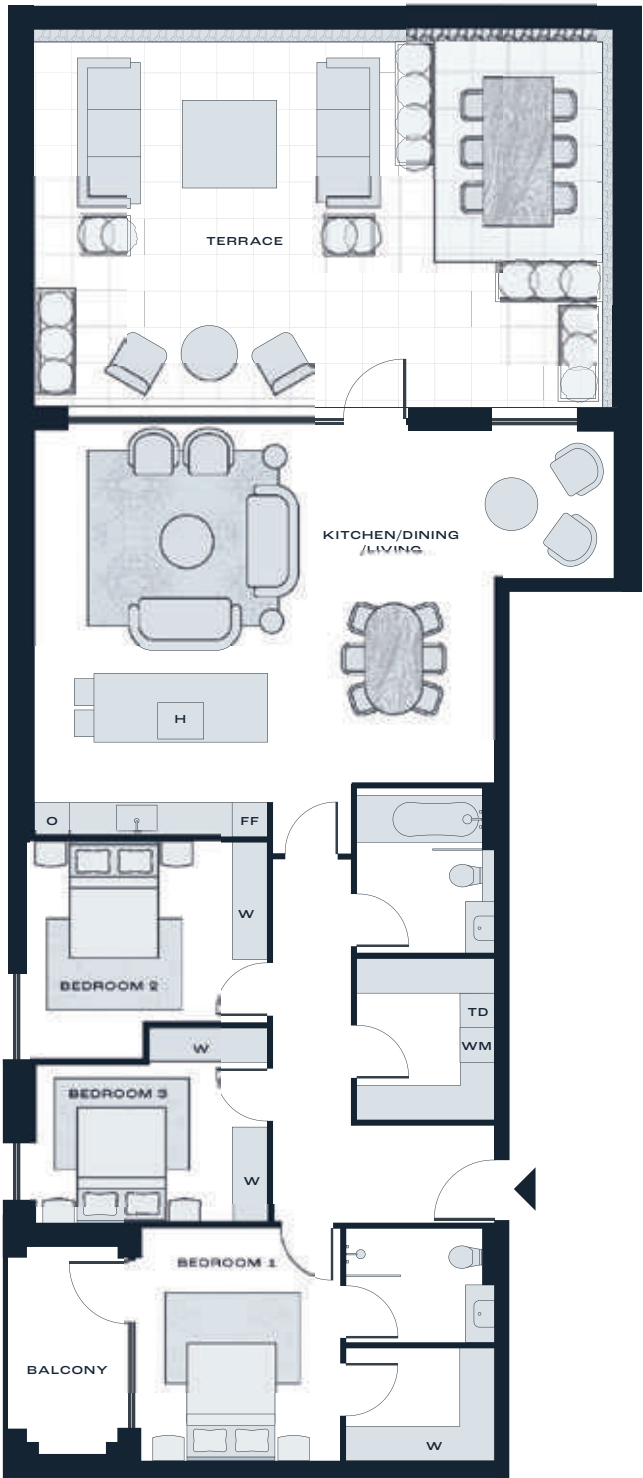 TERRACE
KITCHEN/DINING
/LIVING
H
O
FF
W
BEDROOM 2
TD
WM
W
BEDROOM 3
W
BEDROOM 1
BALCONY
W